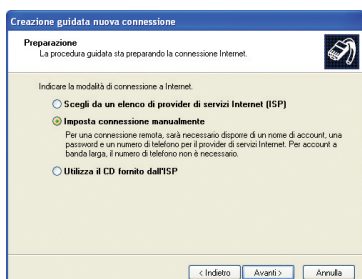 Creazione guidata nuova connessione
Preparazione
La procedura guidata sta preparando la connessione Internet.
Indicare la modalità di connessione a Internet.
Scegli da un elenco di provider di servizi Internet (ISP)
Imposta connessione manualmente
Per una connessione remota, sarà necessario disporre di un nome di account, una
password e un numero di telefono per il provider di servizi Internet. Per account a
banda larga, il numero di telefono non è necessario.
Utilizza il CD fornito dall'ISP
< Indietro Avanti > Annulla